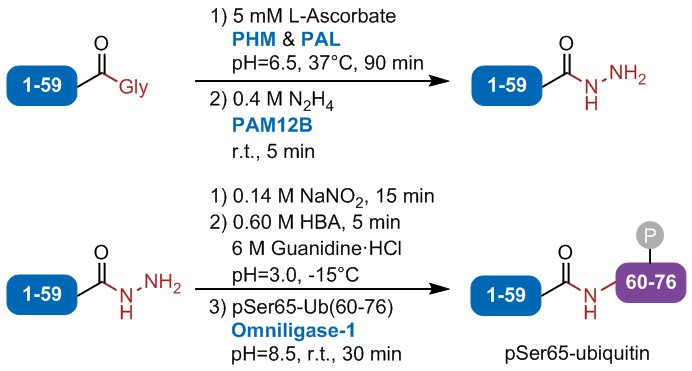 1) 5 mM L-Ascorbate
PHM & PAL
pH=6.5, 37°C, 90 min
2) 0.4 M N₂H₄
PAM12B
r.t., 5 min
1-59
O
Gly
1-59
O
N
H
NH₂
1) 0.14 M NaNO₂, 15 min
2) 0.60 M HBA, 5 min
6 M Guanidine·HCl
pH=3.0, -15°C
3) pSer65-Ub(60-76)
Omniligase-1
pH=8.5, r.t., 30 min
1-59
O
N
H
NH₂
1-59
O
N
H
P
60-76
pSer65-ubiquitin